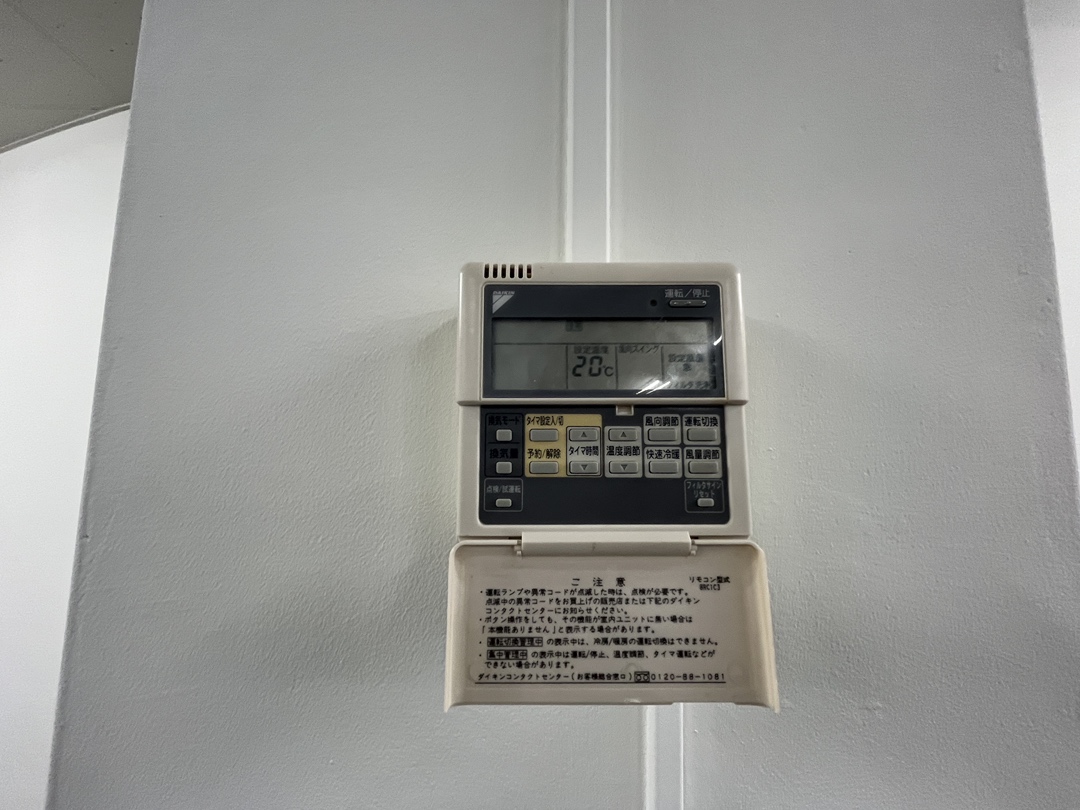 DAIKIN
運転/停止
設定温度
風向スイング
20℃
フィルタ
換気モード
タイマ設定入/切
風向調節
運転切換
換気量
予約/解除
タイマ時間
温度調節
快速冷暖
風量調節
点検/試運転
フィルタサイン
リセット
ご注意
リモコン型式
・運転ランプや異常コードが点滅した時は、点検が必要です。
点滅中の異常コードをお買上げの販売店または下記のダイキン
コンタクトセンターにお知らせください。
・ボタン操作をしても、その機能が室内ユニットに無い場合は
「本機能ありません」と表示する場合があります。
・運転切換管理中 の表示中は、冷房/暖房の運転切換はできません。
・集中管理中 の表示中は運転/停止、温度調節、タイマ運転などが
できない場合があります。
ダイキンコンタクトセンター(お客様総合窓口) 0120-88-1081